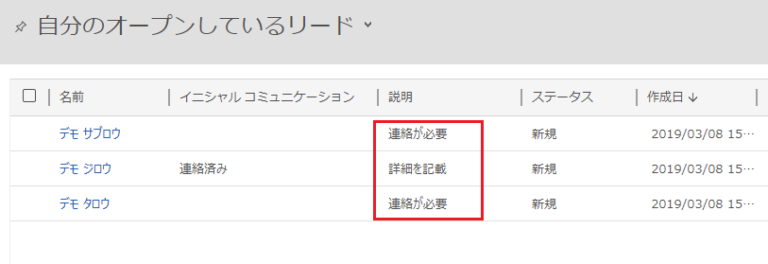 自分のオープンしているリード
名前 イニシャル コミュニケーション 説明 ステータス 作成日↓
デモ サブロウ 連絡が必要 新規 2019/03/08 15…
デモ ジロウ 連絡済み 詳細を記載 新規 2019/03/08 15…
デモ タロウ 連絡が必要 新規 2019/03/08 15…